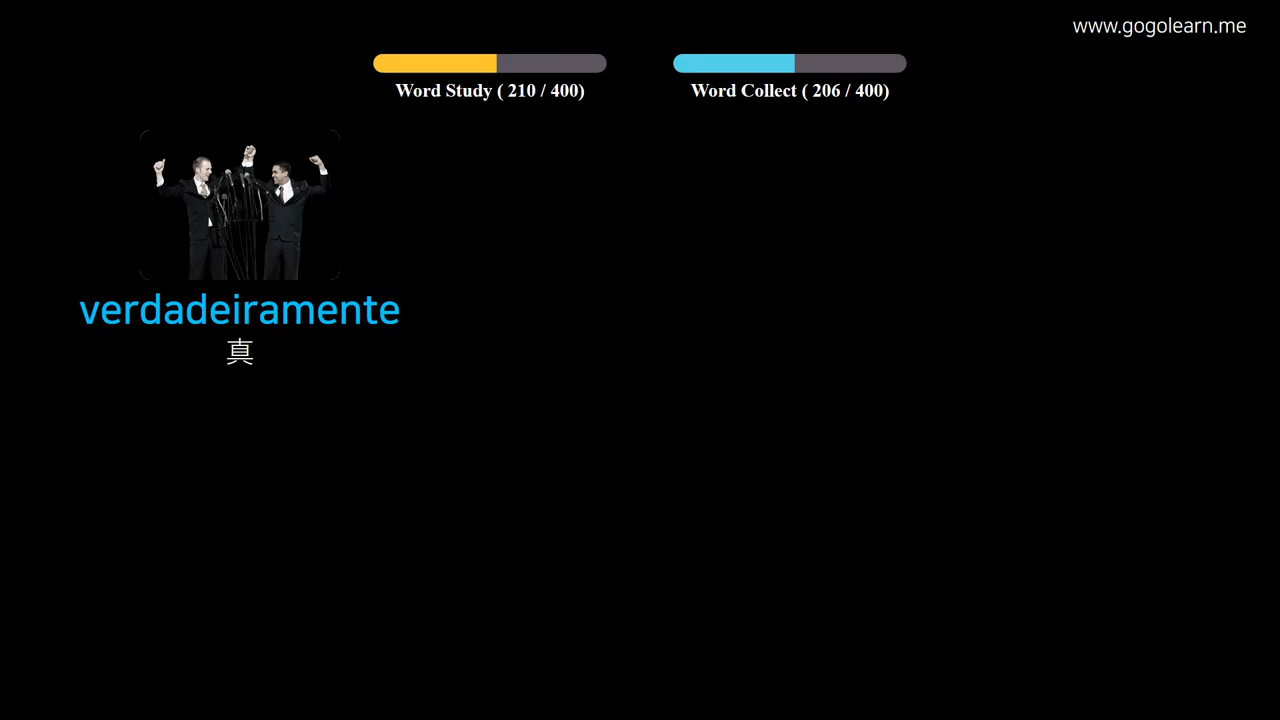 www.gogolearn.me
Word Study ( 210 / 400)
Word Collect ( 206 / 400)
verdadeiramente
真